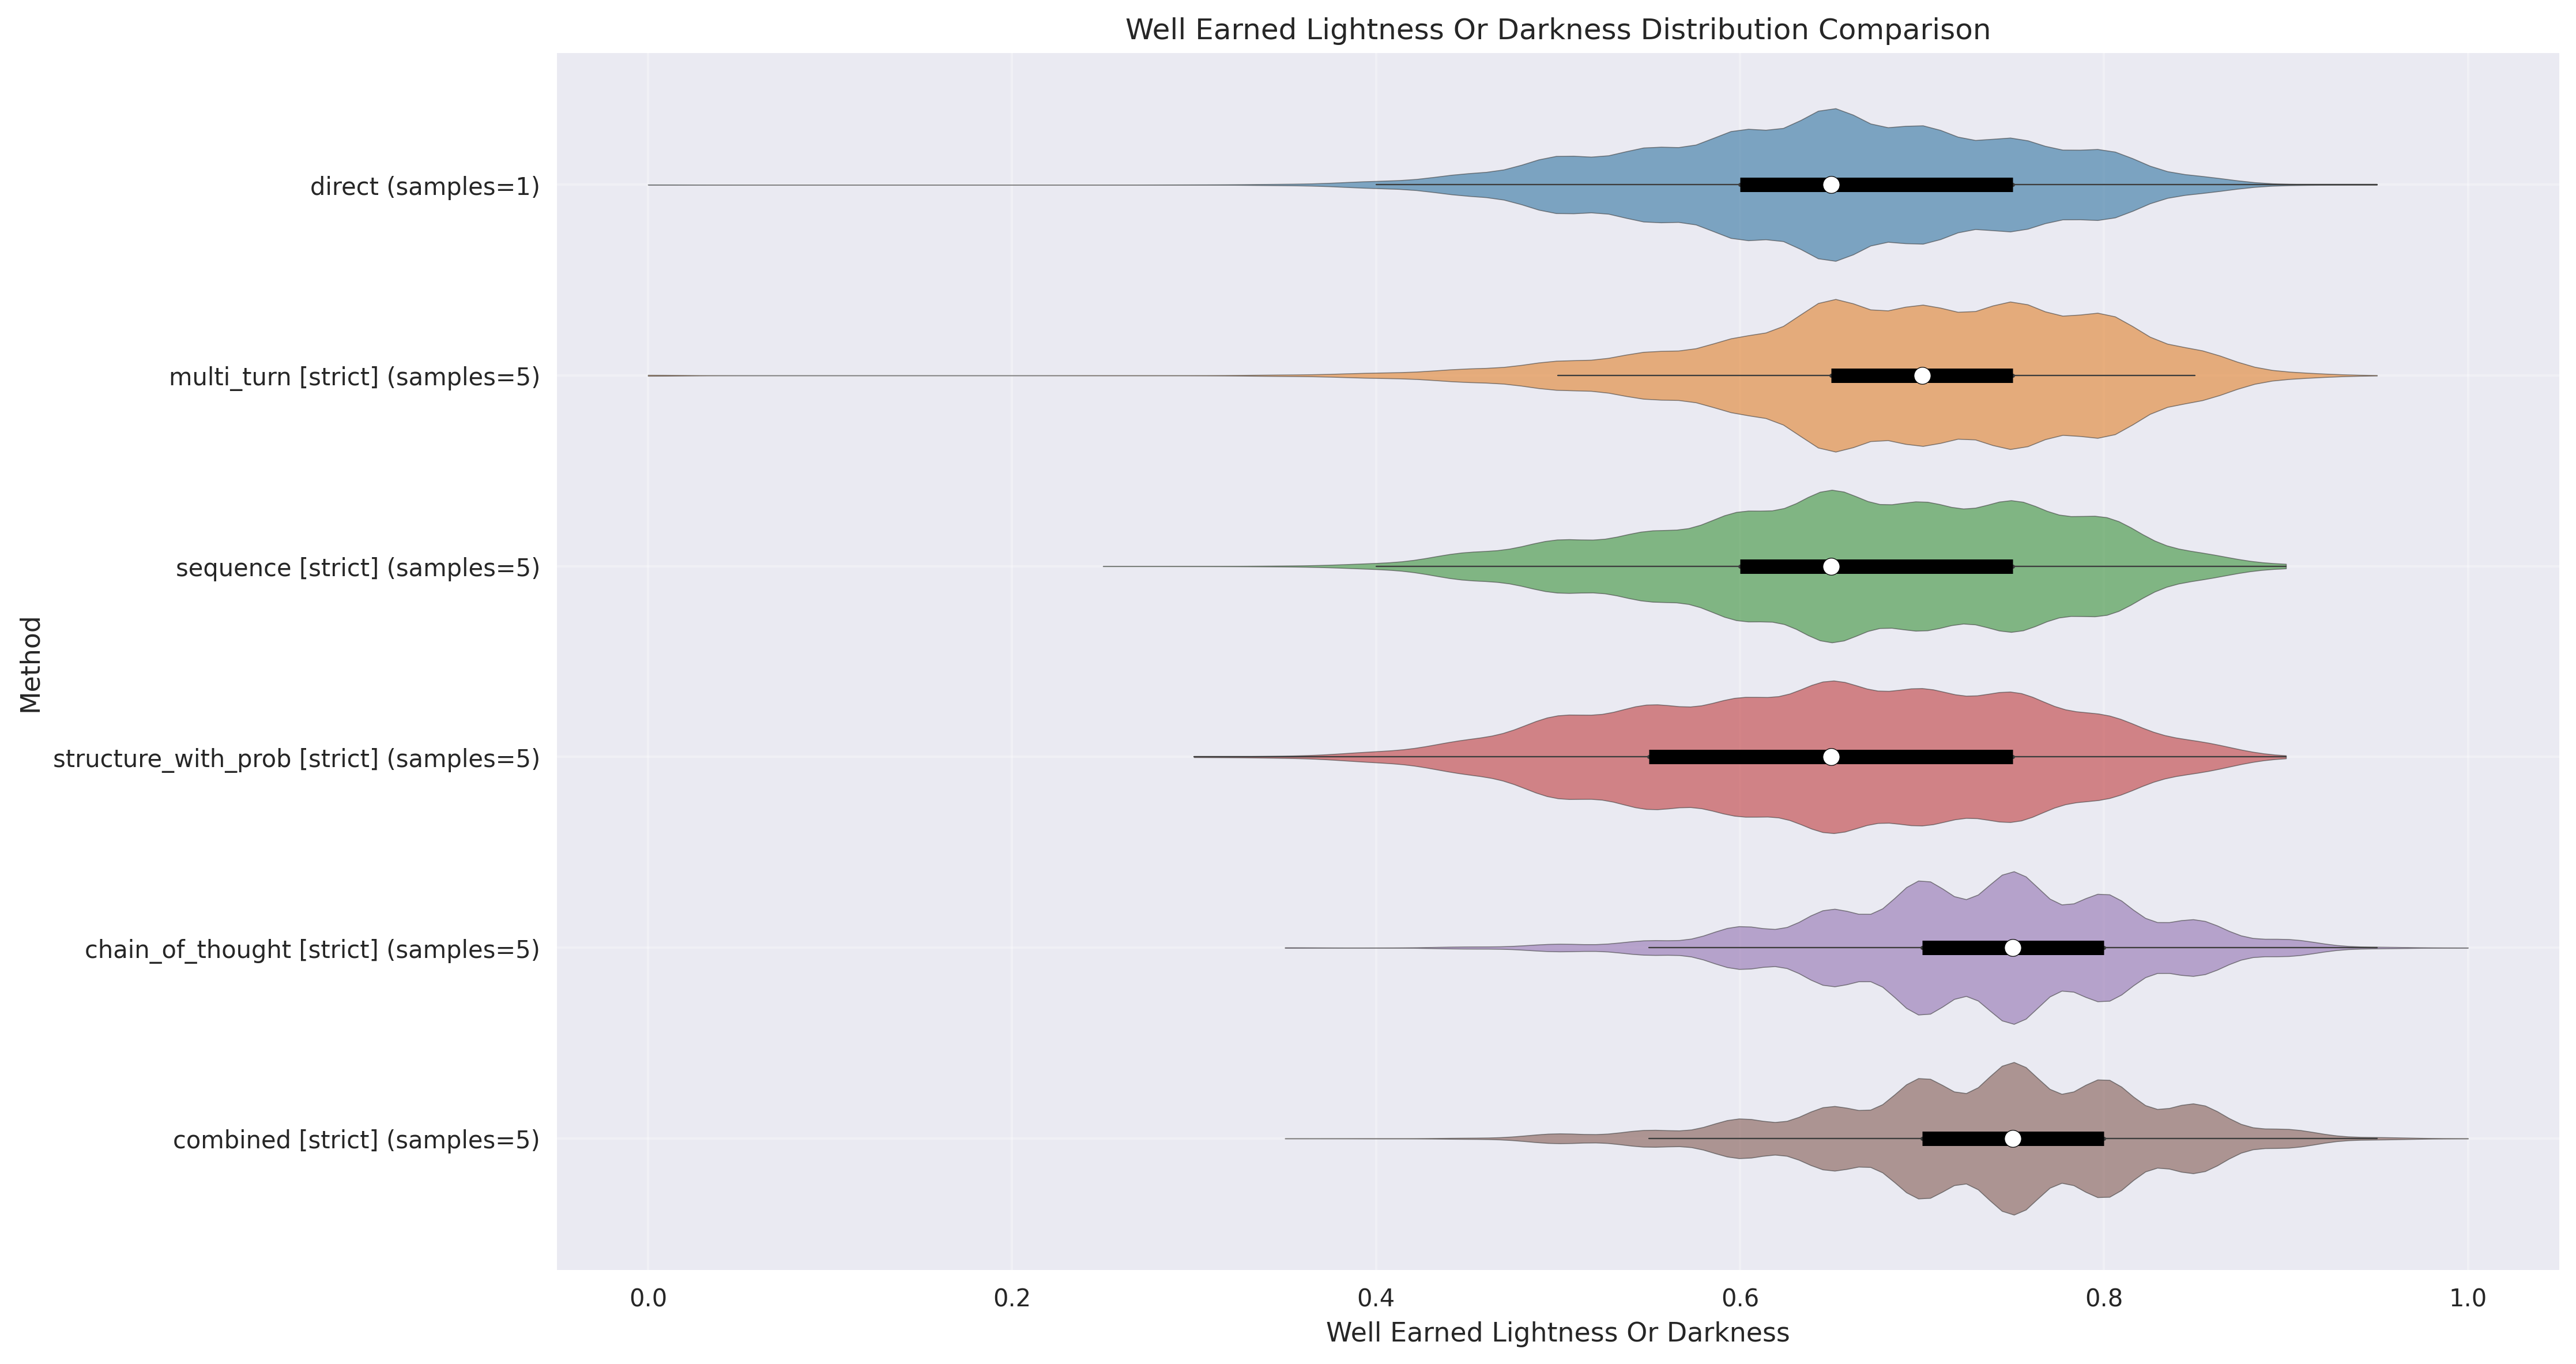 Well Earned Lightness Or Darkness Distribution Comparison
Method
direct (samples=1)
multi_turn [strict] (samples=5)
sequence [strict] (samples=5)
structure_with_prob [strict] (samples=5)
chain_of_thought [strict] (samples=5)
combined [strict] (samples=5)
0.0 0.2 0.4 0.6 0.8 1.0
Well Earned Lightness Or Darkness